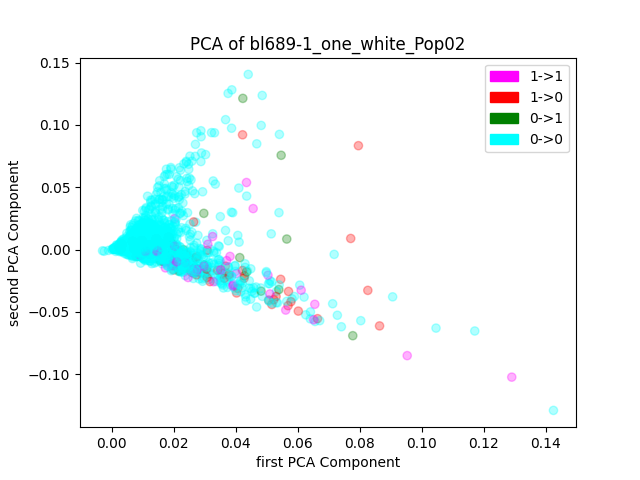 PCA of bl689-1_one_white_Pop02
1->1
1->0
0->1
0->0
second PCA Component
0.15
0.10
0.05
0.00
−0.05
−0.10
0.00 0.02 0.04 0.06 0.08 0.10 0.12 0.14
first PCA Component